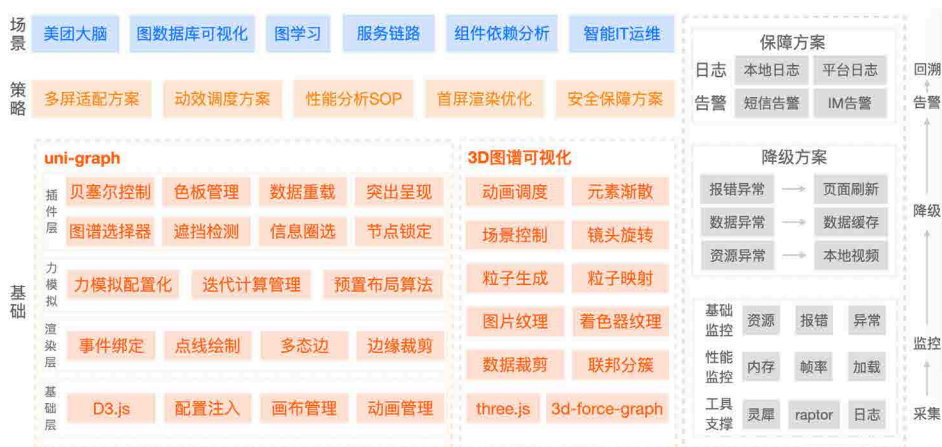 场景
美团大脑 图数据库可视化 图学习 服务链路 组件依赖分析 智能IT运维
策略
多屏适配方案 动效调度方案 性能分析SOP 首屏渲染优化 安全保障方案
基础
uni-graph
插件层
贝塞尔控制 色板管理 数据重载 突出呈现
图谱选择器 遮挡检测 信息圈选 节点锁定
力模拟
力模拟配置化 迭代计算管理 预置布局算法
渲染层
事件绑定 点线绘制 多态边 边缘裁剪
基础层
D3.js 配置注入 画布管理 动画管理
3D图谱可视化
动画调度 元素渐散
场景控制 镜头旋转
粒子生成 粒子映射
图片纹理 着色器纹理
数据裁剪 联邦分簇
three.js 3d-force-graph
保障方案
日志 本地日志 平台日志
告警 短信告警 IM告警
降级方案
报错异常 页面刷新
数据异常 数据缓存
资源异常 本地视频
基础监控 资源 报错 异常
性能监控 内存 帧率 加载
工具支撑 灵犀 raptor 日志
回溯
告警
降级
监控
采集